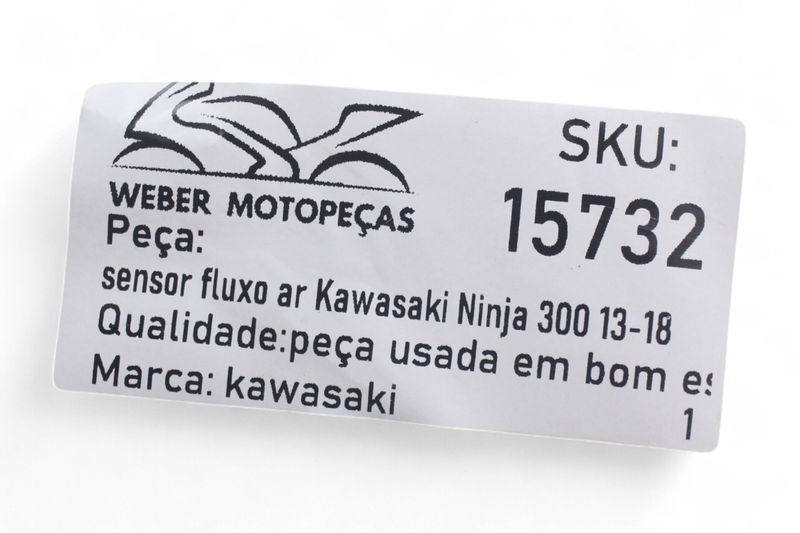 WEBER MOTOPEÇAS
SKU:
15732
Peça:
sensor fluxo ar Kawasaki Ninja 300 13-18
Qualidade:peça usada em bom es
Marca: kawasaki
1